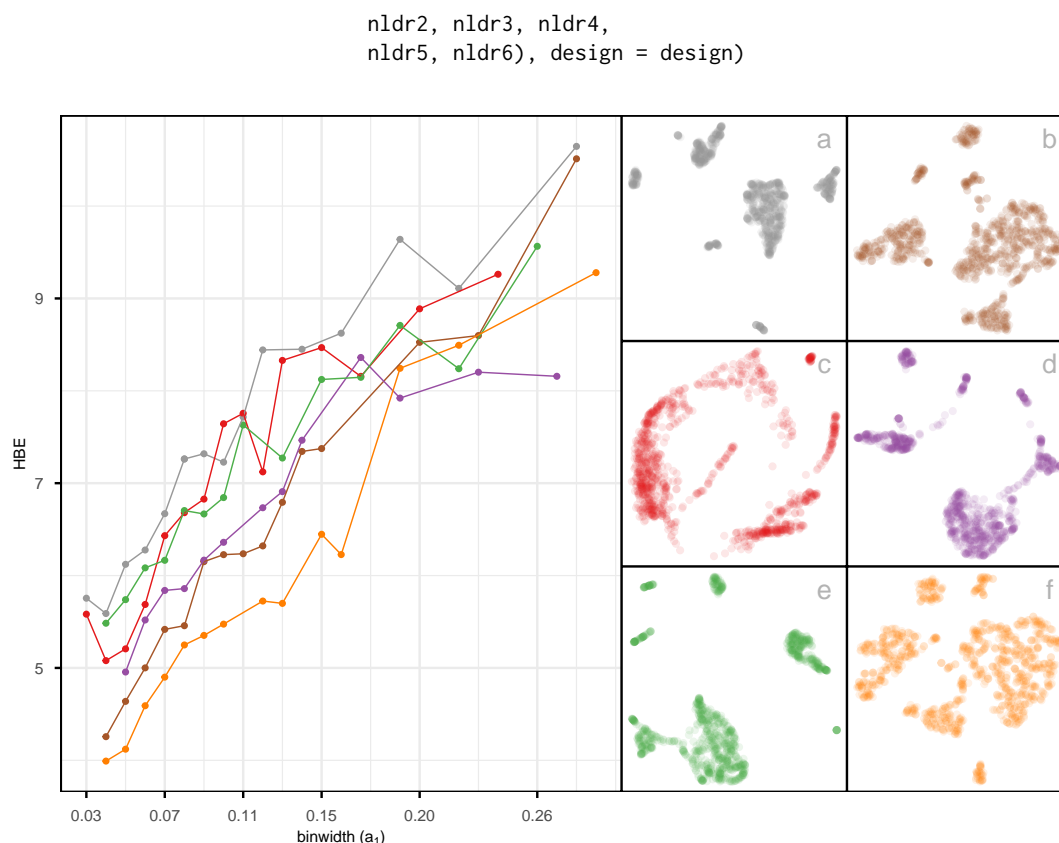 nldr2, nldr3, nldr4,
nldr5, nldr6), design = design)
a
b
c
d
e
f
9
7
5
HBE
0.03 0.07 0.11 0.15 0.20 0.26
binwidth (a₁)